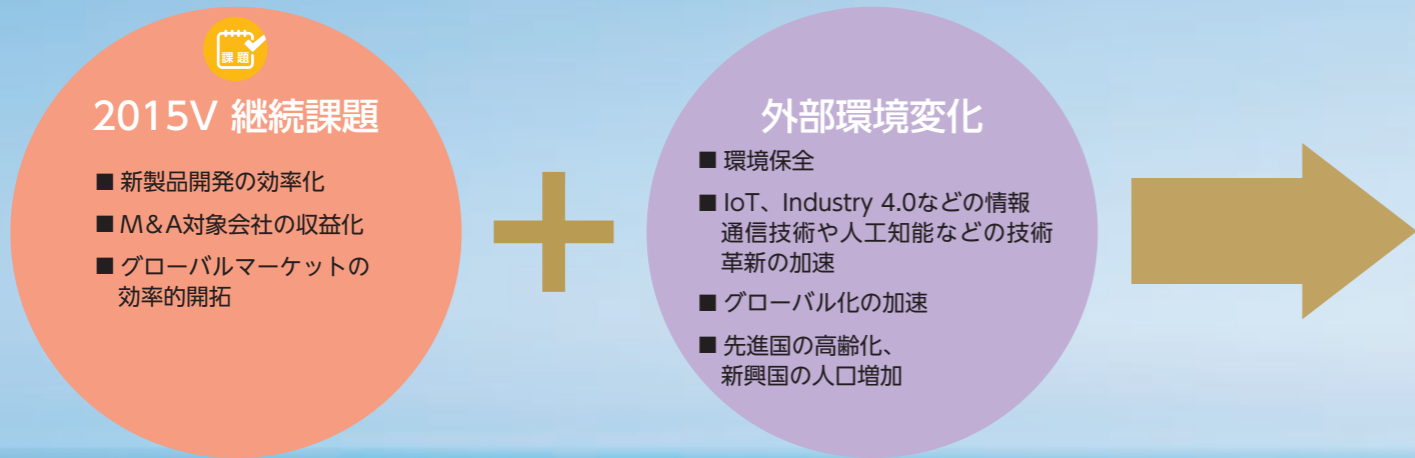 課題
2015V 継続課題
■ 新製品開発の効率化
■ M&A対象会社の収益化
■ グローバルマーケットの
効率的開拓
外部環境変化
■ 環境保全
■ IoT、Industry 4.0などの情報
通信技術や人工知能などの技術
革新の加速
■ グローバル化の加速
■ 先進国の高齢化、
新興国の人口増加